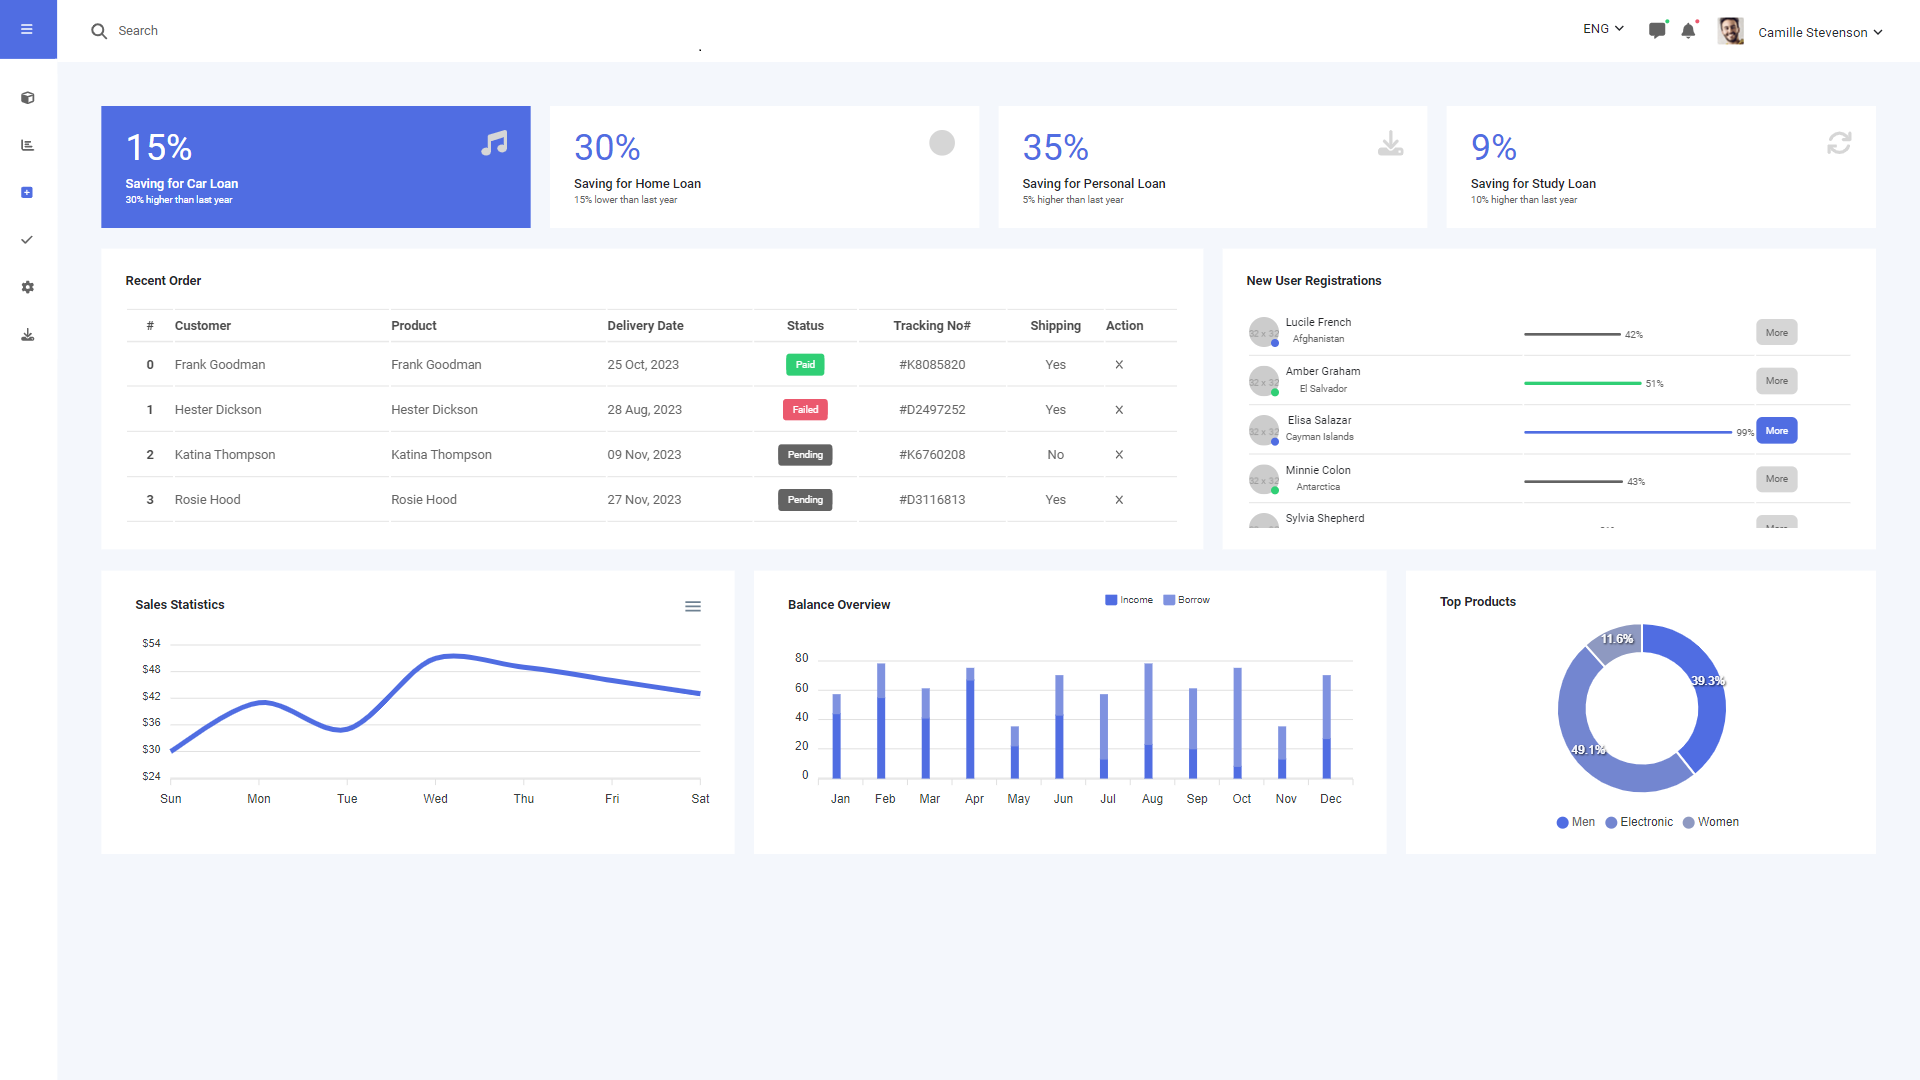 Search
ENG
Camille Stevenson
15%
Saving for Car Loan
30% higher than last year
30%
Saving for Home Loan
15% lower than last year
35%
Saving for Personal Loan
5% higher than last year
9%
Saving for Study Loan
10% higher than last year
Recent Order
# Customer Product Delivery Date Status Tracking No# Shipping Action
0 Frank Goodman Frank Goodman 25 Oct, 2023 Paid #K8085820 Yes X
1 Hester Dickson Hester Dickson 28 Aug, 2023 Failed #D2497252 Yes X
2 Katina Thompson Katina Thompson 09 Nov, 2023 Pending #K6760208 No X
3 Rosie Hood Rosie Hood 27 Nov, 2023 Pending #D3116813 Yes X
New User Registrations
32 x 32 Lucile French 42% More
Afghanistan
32 x 32 Amber Graham 51% More
El Salvador
32 x 32 Elisa Salazar 99% More
Cayman Islands
32 x 32 Minnie Colon 43% More
Antarctica
Sylvia Shepherd
Sales Statistics
$54
$48
$42
$36
$30
$24
Sun Mon Tue Wed Thu Fri Sat
Balance Overview
Income Borrow
80
60
40
20
0
Jan Feb Mar Apr May Jun Jul Aug Sep Oct Nov Dec
Top Products
11.6%
39.3%
49.1%
Men Electronic Women